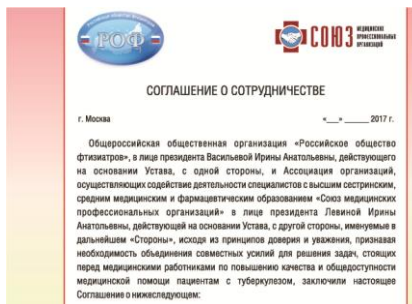 РОФ
СОЮЗ МЕДИЦИНСКИХ
ПРОФЕССИОНАЛЬНЫХ
ОРГАНИЗАЦИЙ
СОГЛАШЕНИЕ О СОТРУДНИЧЕСТВЕ
г. Москва «___» ______ 2017 г.
Общероссийская общественная организация «Российское общество
фтизиатров», в лице президента Васильевой Ирины Анатольевны, действующего
на основании Устава, с одной стороны, и Ассоциация организаций,
осуществляющих содействие деятельности специалистов с высшим сестринским,
средним медицинским и фармацевтическим образованием «Союз медицинских
профессиональных организаций» в лице президента Левиной Ирины
Анатольевны, действующей на основании Устава, с другой стороны, именуемые в
дальнейшем «Стороны», исходя из принципов доверия и уважения, признавая
необходимость объединения совместных усилий для решения задач, стоящих
перед медицинскими работниками по повышению качества и общедоступности
медицинской помощи пациентам с туберкулезом, заключили настоящее
Соглашение о нижеследующем: